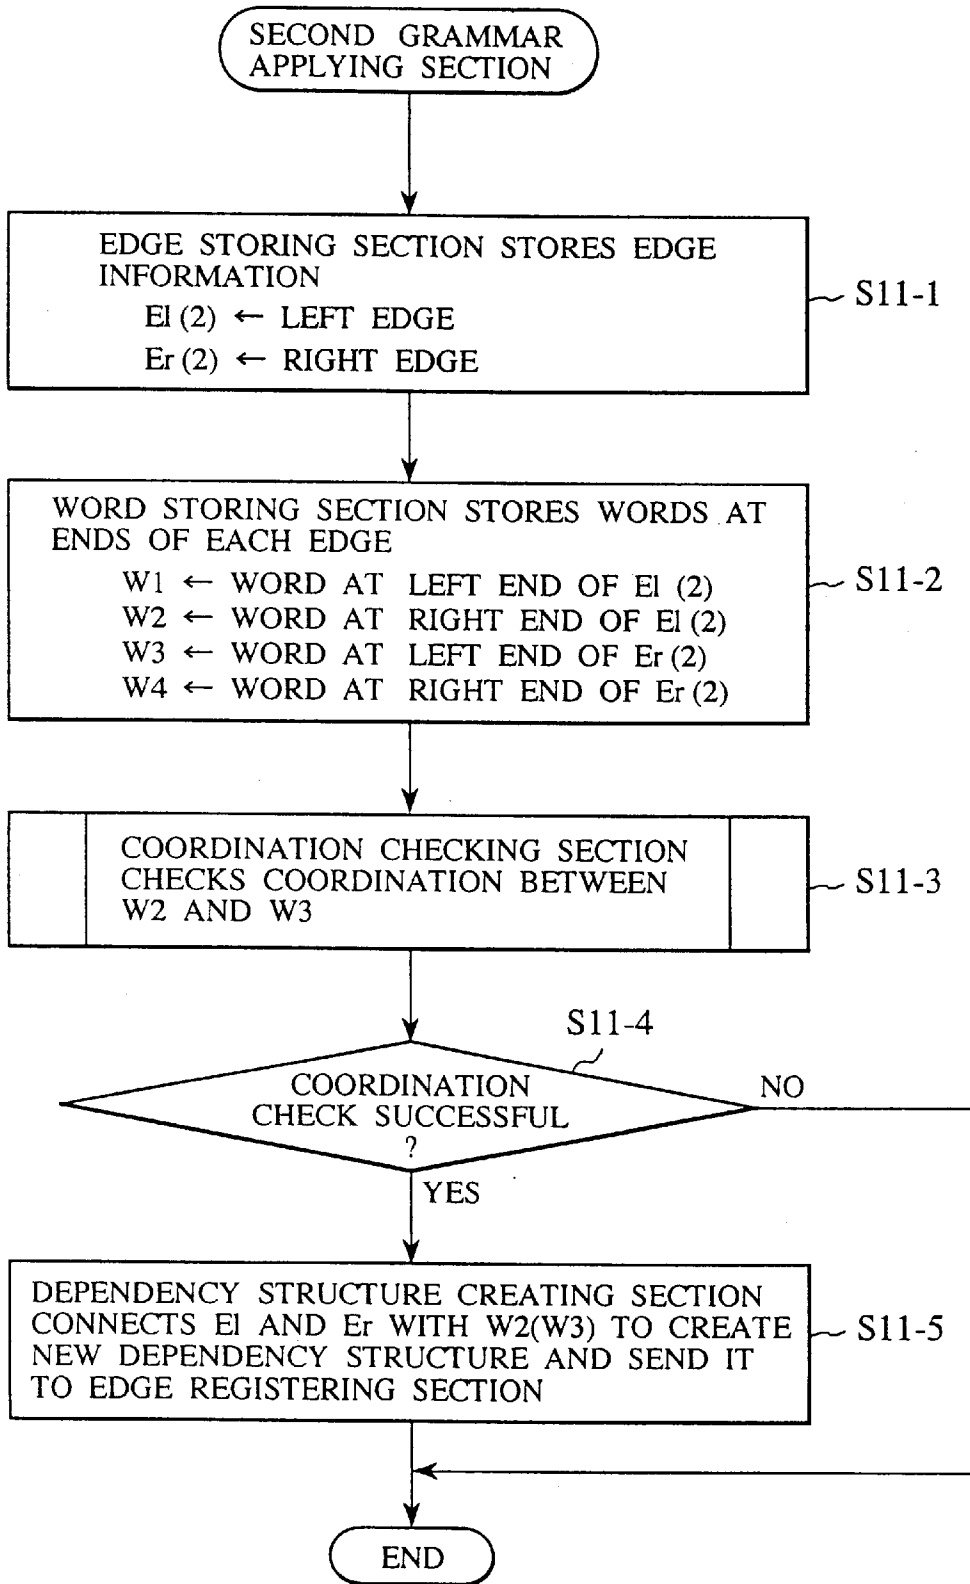 SECOND GRAMMAR
APPLYING SECTION
EDGE STORING SECTION STORES EDGE
INFORMATION
El (2) ← LEFT EDGE
Er (2) ← RIGHT EDGE
S11-1
WORD STORING SECTION STORES WORDS AT
ENDS OF EACH EDGE
W1 ← WORD AT LEFT END OF El (2)
W2 ← WORD AT RIGHT END OF El (2)
W3 ← WORD AT LEFT END OF Er (2)
W4 ← WORD AT RIGHT END OF Er (2)
S11-2
COORDINATION CHECKING SECTION
CHECKS COORDINATION BETWEEN
W2 AND W3
S11-3
S11-4
COORDINATION
CHECK SUCCESSFUL
?
NO
YES
DEPENDENCY STRUCTURE CREATING SECTION
CONNECTS El AND Er WITH W2(W3) TO CREATE
NEW DEPENDENCY STRUCTURE AND SEND IT
TO EDGE REGISTERING SECTION
S11-5
END